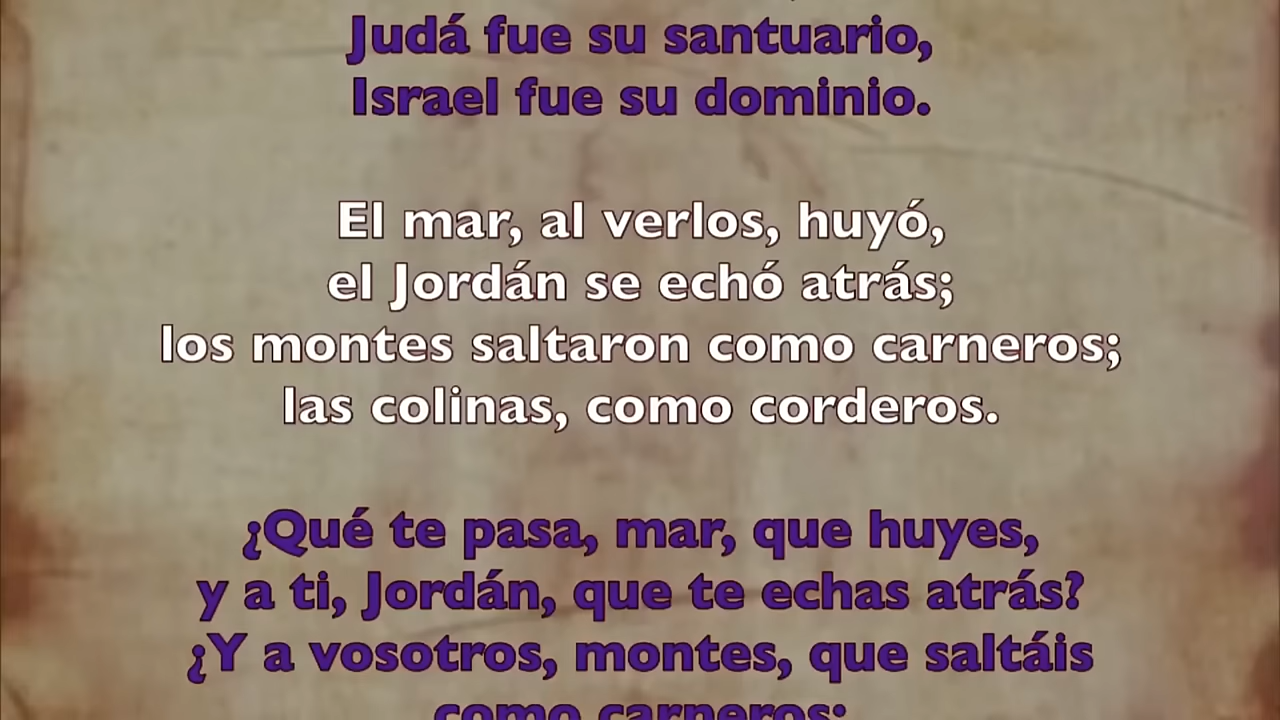 Judá fue su santuario,
Israel fue su dominio.
El mar, al verlos, huyó,
el Jordán se echó atrás;
los montes saltaron como carneros;
las colinas, como corderos.
¿Qué te pasa, mar, que huyes,
y a ti, Jordán, que te echas atrás?
¿Y a vosotros, montes, que saltáis
como carneros;